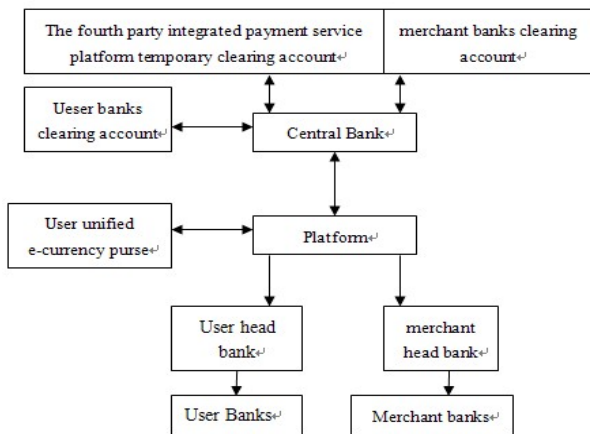 The fourth party integrated payment service
platform temporary clearing account↵
merchant banks clearing
account↵
Ueser banks
clearing account↵
Central Bank↵
User unified
e-currency purse↵
Platform↵
User head
bank↵
merchant
head bank↵
User Banks↵
Merchant banks↵